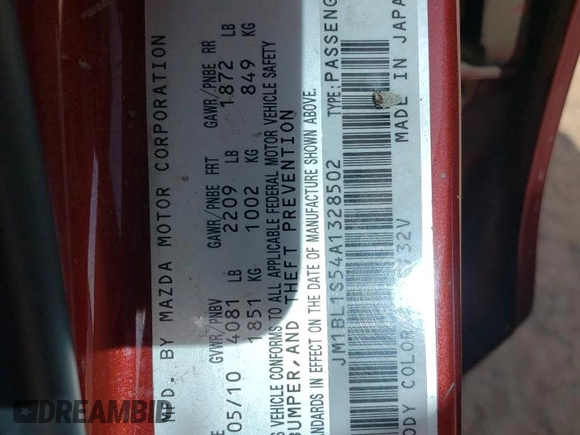 MFD. BY MAZDA MOTOR CORPORATION
GVWR/PNBV GAWR/PNBE FRT GAWR/PNBE RR
05/10 4081 LB 2209 LB 1872 LB
1851 KG 1002 KG 849 KG
VEHICLE CONFORMS TO ALL APPLICABLE FEDERAL MOTOR VEHICLE SAFETY
BUMPER, AND THEFT PREVENTION
STANDARDS IN EFFECT ON THE DATE OF MANUFACTURE SHOWN ABOVE.
JM1BL1S54A1328502 TYPE: PASSENG
BODY COLOR 32V MADE IN JAPA
DREAMBID